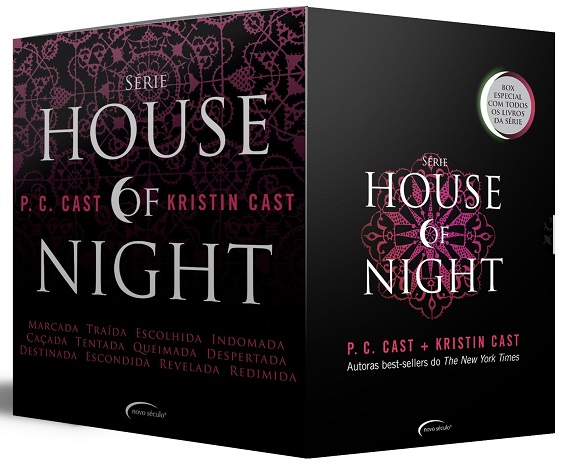 SÉRIE
HOUSE
P. C. CAST OF KRISTIN CAST
NIGHT
MARCADA TRAÍDA ESCOLHIDA INDOMADA
CAÇADA TENTADA QUEIMADA DESPERTADA
DESTINADA ESCONDIDA REVELADA REDIMIDA
novo século®
BOX
ESPECIAL
COM TODOS
OS LIVROS
DA SÉRIE
SÉRIE
HOUSE
OF
NIGHT
P. C. CAST + KRISTIN CAST
Autoras best-sellers do The New York Times
novo século®